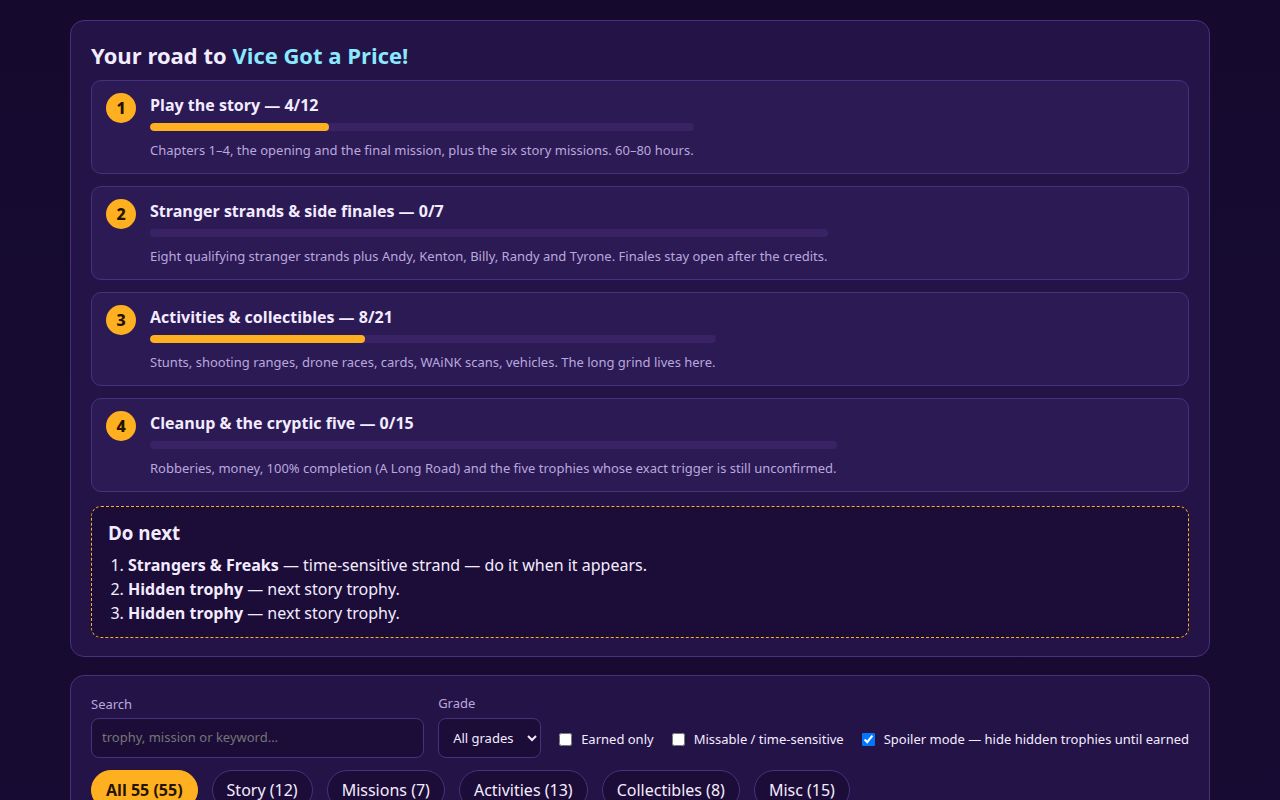 Your road to Vice Got a Price!
1
Play the story — 4/12
Chapters 1–4, the opening and the final mission, plus the six story missions. 60–80 hours.
2
Stranger strands & side finales — 0/7
Eight qualifying stranger strands plus Andy, Kenton, Billy, Randy and Tyrone. Finales stay open after the credits.
3
Activities & collectibles — 8/21
Stunts, shooting ranges, drone races, cards, WAiNK scans, vehicles. The long grind lives here.
4
Cleanup & the cryptic five — 0/15
Robberies, money, 100% completion (A Long Road) and the five trophies whose exact trigger is still unconfirmed.
Do next
1. Strangers & Freaks — time-sensitive strand — do it when it appears.
2. Hidden trophy — next story trophy.
3. Hidden trophy — next story trophy.
Search
Grade
trophy, mission or keyword...
All grades
Earned only
Missable / time-sensitive
Spoiler mode — hide hidden trophies until earned
All 55 (55)
Story (12)
Missions (7)
Activities (13)
Collectibles (8)
Misc (15)